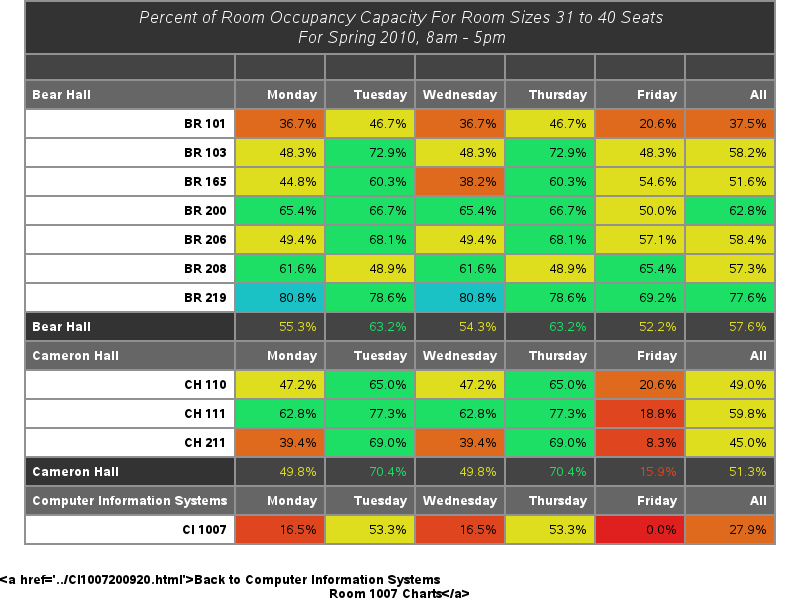 Percent of Room Occupancy Capacity For Room Sizes 31 to 40 Seats
For Spring 2010, 8am - 5pm
Bear Hall Monday Tuesday Wednesday Thursday Friday All
BR 101 36.7% 46.7% 36.7% 46.7% 20.6% 37.5%
BR 103 48.3% 72.9% 48.3% 72.9% 48.3% 58.2%
BR 165 44.8% 60.3% 38.2% 60.3% 54.6% 51.6%
BR 200 65.4% 66.7% 65.4% 66.7% 50.0% 62.8%
BR 206 49.4% 68.1% 49.4% 68.1% 57.1% 58.4%
BR 208 61.6% 48.9% 61.6% 48.9% 65.4% 57.3%
BR 219 80.8% 78.6% 80.8% 78.6% 69.2% 77.6%
Bear Hall 55.3% 63.2% 54.3% 63.2% 52.2% 57.6%
Cameron Hall Monday Tuesday Wednesday Thursday Friday All
CH 110 47.2% 65.0% 47.2% 65.0% 20.6% 49.0%
CH 111 62.8% 77.3% 62.8% 77.3% 18.8% 59.8%
CH 211 39.4% 69.0% 39.4% 69.0% 8.3% 45.0%
Cameron Hall 49.8% 70.4% 49.8% 70.4% 15.9% 51.3%
Computer Information Systems Monday Tuesday Wednesday Thursday Friday All
CI 1007 16.5% 53.3% 16.5% 53.3% 0.0% 27.9%
<a href='../CI1007200920.html'>Back to Computer Information Systems
Room 1007 Charts</a>